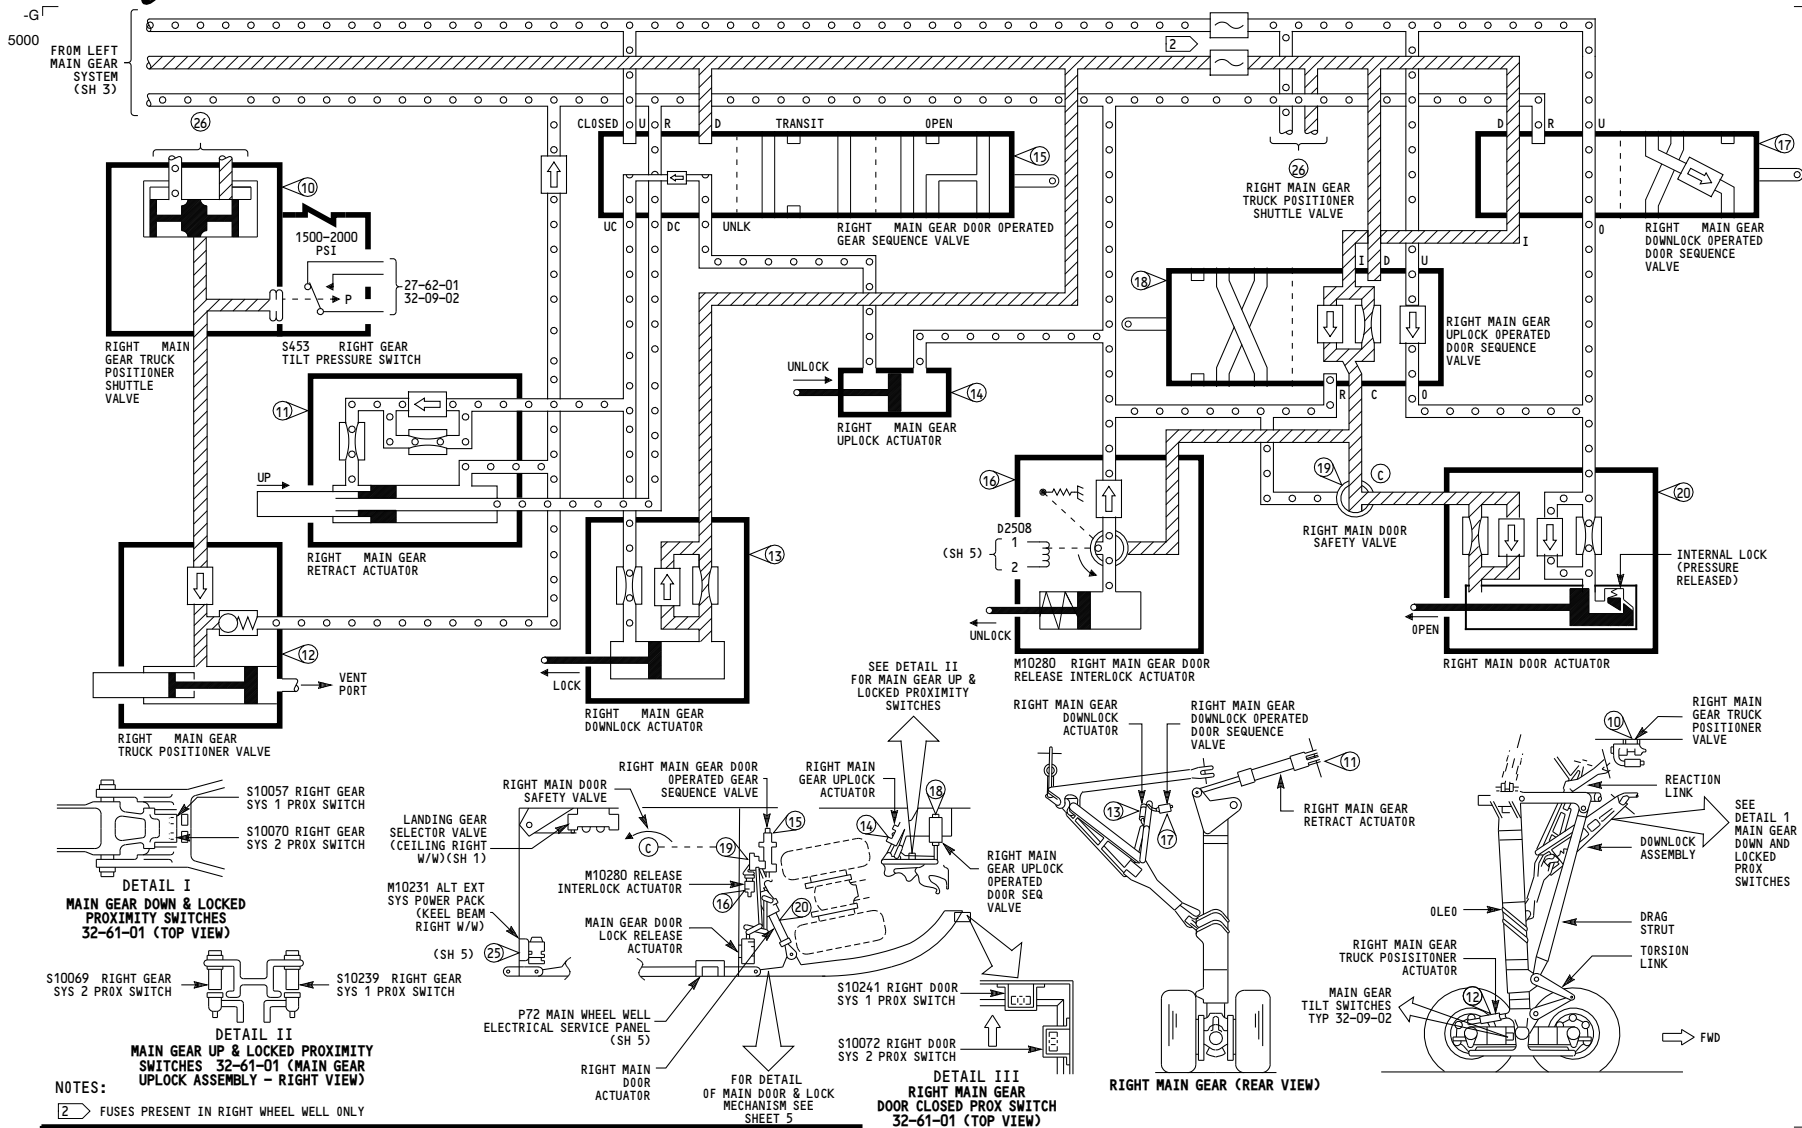 -G
5000
FROM LEFT
MAIN GEAR
SYSTEM
(SH 3)
2
26
CLOSED U R D TRANSIT OPEN
15
D R U
17
10
1500-2000
PSI
26
RIGHT MAIN GEAR
TRUCK POSITIONER
SHUTTLE VALVE
UC DC UNLK
RIGHT MAIN GEAR DOOR OPERATED
GEAR SEQUENCE VALVE
I
O
RIGHT MAIN GEAR
DOWNLOCK OPERATED
DOOR SEQUENCE
VALVE
P
27-62-01
32-09-02
18
I D U
RIGHT MAIN
GEAR TRUCK
POSITIONER
SHUTTLE
VALVE
S453 RIGHT GEAR
TILT PRESSURE SWITCH
RIGHT MAIN GEAR
UPLOCK OPERATED
DOOR SEQUENCE
VALVE
R C O
11
UP
RIGHT MAIN GEAR
RETRACT ACTUATOR
UNLOCK
14
RIGHT MAIN GEAR
UPLOCK ACTUATOR
16
D2508
1
(SH 5)
2
UNLOCK
M10280 RIGHT MAIN GEAR DOOR
RELEASE INTERLOCK ACTUATOR
19
C
RIGHT MAIN DOOR
SAFETY VALVE
20
INTERNAL LOCK
(PRESSURE
RELEASED)
OPEN
RIGHT MAIN DOOR ACTUATOR
12
VENT
PORT
RIGHT MAIN GEAR
TRUCK POSITIONER VALVE
13
LOCK
RIGHT MAIN GEAR
DOWNLOCK ACTUATOR
SEE DETAIL II
FOR MAIN GEAR UP &
LOCKED PROXIMITY
SWITCHES
S10057 RIGHT GEAR
SYS 1 PROX SWITCH
S10070 RIGHT GEAR
SYS 2 PROX SWITCH
DETAIL I
MAIN GEAR DOWN & LOCKED
PROXIMITY SWITCHES
32-61-01 (TOP VIEW)
S10069 RIGHT GEAR
SYS 2 PROX SWITCH
S10239 RIGHT GEAR
SYS 1 PROX SWITCH
DETAIL II
MAIN GEAR UP & LOCKED PROXIMITY
SWITCHES 32-61-01 (MAIN GEAR
UPLOCK ASSEMBLY - RIGHT VIEW)
NOTES:
2 FUSES PRESENT IN RIGHT WHEEL WELL ONLY
RIGHT MAIN DOOR
SAFETY VALVE
RIGHT MAIN GEAR DOOR
OPERATED GEAR
SEQUENCE VALVE
RIGHT MAIN
GEAR UPLOCK
ACTUATOR
LANDING GEAR
SELECTOR VALVE
(CEILING RIGHT
W/W)(SH 1)
C
15
14
18
19
M10280 RELEASE
INTERLOCK ACTUATOR
16
20
M10231 ALT EXT
SYS POWER PACK
(KEEL BEAM
RIGHT W/W)
(SH 5)
25
MAIN GEAR DOOR
LOCK RELEASE
ACTUATOR
RIGHT MAIN
GEAR UPLOCK
OPERATED
DOOR SEQ
VALVE
P72 MAIN WHEEL WELL
ELECTRICAL SERVICE PANEL
(SH 5)
RIGHT MAIN
DOOR
ACTUATOR
FOR DETAIL
OF MAIN DOOR & LOCK
MECHANISM SEE
SHEET 5
S10241 RIGHT DOOR
SYS 1 PROX SWITCH
S10072 RIGHT DOOR
SYS 2 PROX SWITCH
DETAIL III
RIGHT MAIN GEAR
DOOR CLOSED PROX SWITCH
32-61-01 (TOP VIEW)
RIGHT MAIN GEAR
DOWNLOCK
ACTUATOR
RIGHT MAIN GEAR
DOWNLOCK OPERATED
DOOR SEQUENCE
VALVE
11
13
17
RIGHT MAIN GEAR
RETRACT ACTUATOR
RIGHT MAIN GEAR (REAR VIEW)
10
RIGHT MAIN
GEAR TRUCK
POSITIONER
VALVE
REACTION
LINK
SEE
DETAIL 1
MAIN GEAR
DOWN AND
LOCKED
PROX
SWITCHES
DOWNLOCK
ASSEMBLY
OLEO
DRAG
STRUT
RIGHT MAIN GEAR
TRUCK POSISITONER
ACTUATOR
TORSION
LINK
MAIN GEAR
TILT SWITCHES
TYP 32-09-02
12
FWD